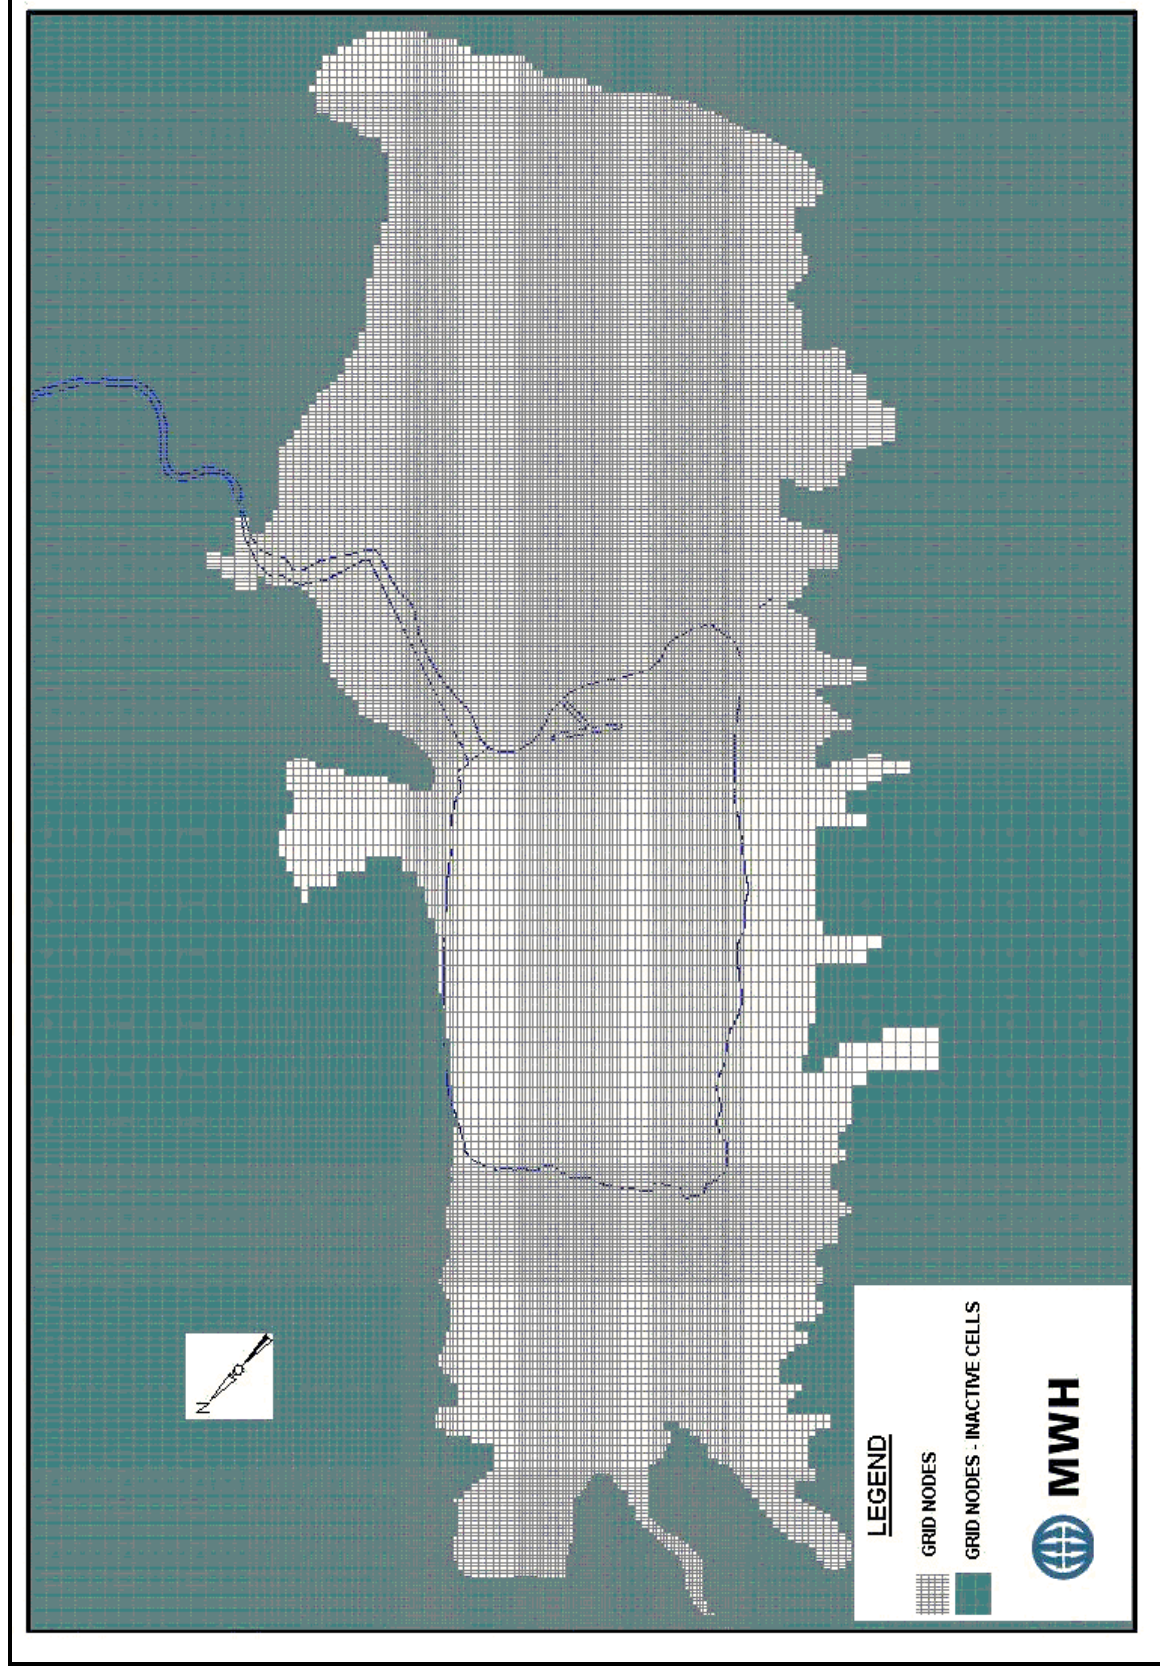 N
LEGEND
GRID NODES
GRID NODES - INACTIVE CELLS
MWH